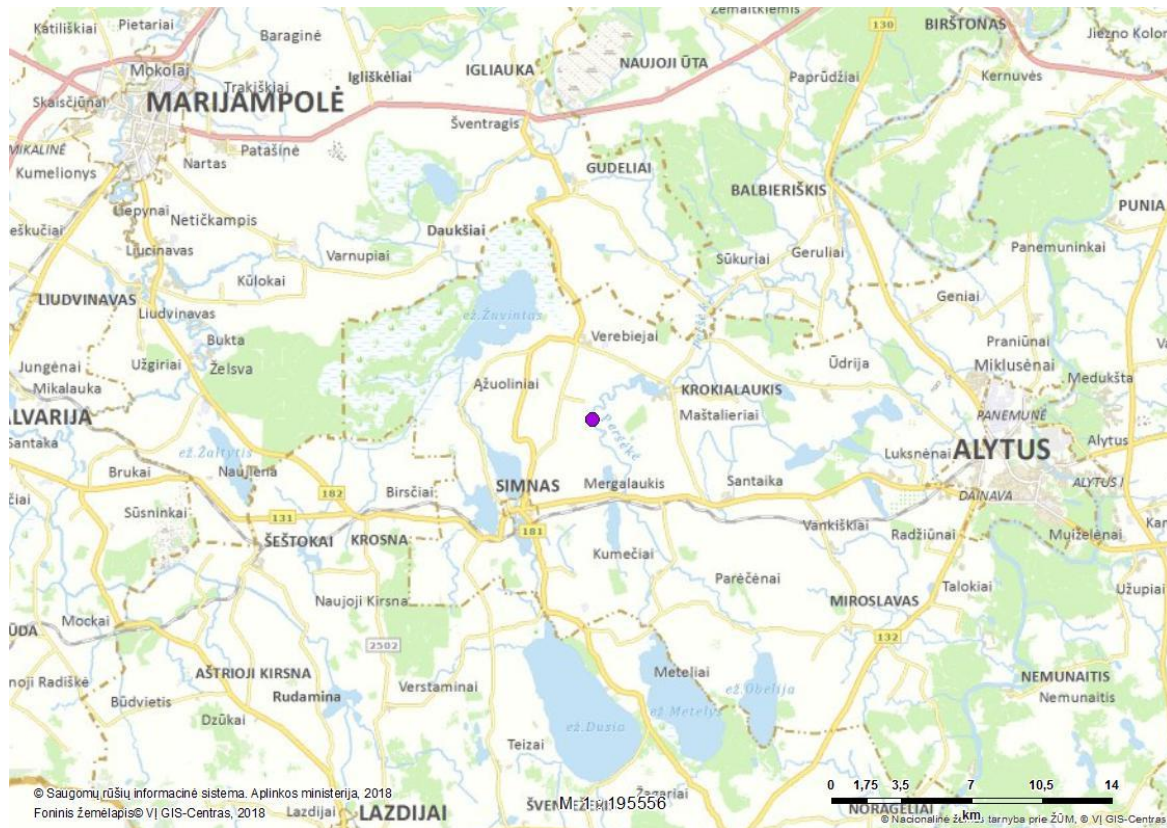 Katiliškiai
Pietariai
Baraginė
Žemaitkiemis
130
BIRŠTONAS
Jiezno Kolon
Mokolai
Igliškėliai
IGLIAUKA
NAUJOJI ŪTA
Paprūdžiai
Kernuvės
Skaisčiūnai
Trakiškiai
MARIJAMPOLĖ
Šventragis
MIKALINĖ
Patašinė
Nartas
Kumelionys
GUDELIAI
BALBIERIŠKIS
PUNIA
Liepynai
Netičkampis
eškučiai
Daukšiai
Panemuninkai
Liucinavas
Varnupiai
Sūkuriai
Geruliai
Kūlokai
LIUDVINAVAS
Geniai
Liudvinavas
ež. Žuvintas
Peršėkė
Bukta
Verebiejai
Praniūnai
Jungėnai
Užgiriai
Želsva
Ūdrija
Miklusėnai
Mikalauka
Ąžuoliniai
KROKIALAUKIS
Medukšta
ALVARIJA
Maštalieriai
PANEMUNĖ
Santaka
Peršėkė
ALYTUS
Alytus
ež. Žaltytis
Luksnėnai
Brukai
Naujiena
Birsčiai
SIMNAS
Mergalaukis
Santaika
ALYTUS I
182
DAINAVA
Sūsninkai
131
181
Vankiškiai
Radžiūnai
Muiželėnai
ŠEŠTOKAI
KROSNA
Kumečiai
Parėčėnai
Talokiai
Užupiai
Naujoji Kirsna
MIROSLAVAS
Mockai
2502
132
AŠTRIOJI KIRSNA
Meteliai
NEMUNAITIS
noji Radiškė
Rudamina
Verstaminai
ež. Obelija
Nemunaitis
Būdvietis
ež. Dusia
ež. Metelys
Dzūkai
Teizai
© Saugomų rūšių informacinė sistema. Aplinkos ministerija, 2018
0 1,75 3,5 7 10,5 14
Žagariai
M 1 : 195556
Foninis žemėlapis© VĮ GIS-Centras, 2018
Lazdijai
LAZDIJAI
km
NORAGĖLIAI
© Nacionalinė žemės tarnyba prie ŽŪM, © VĮ GIS-Centras